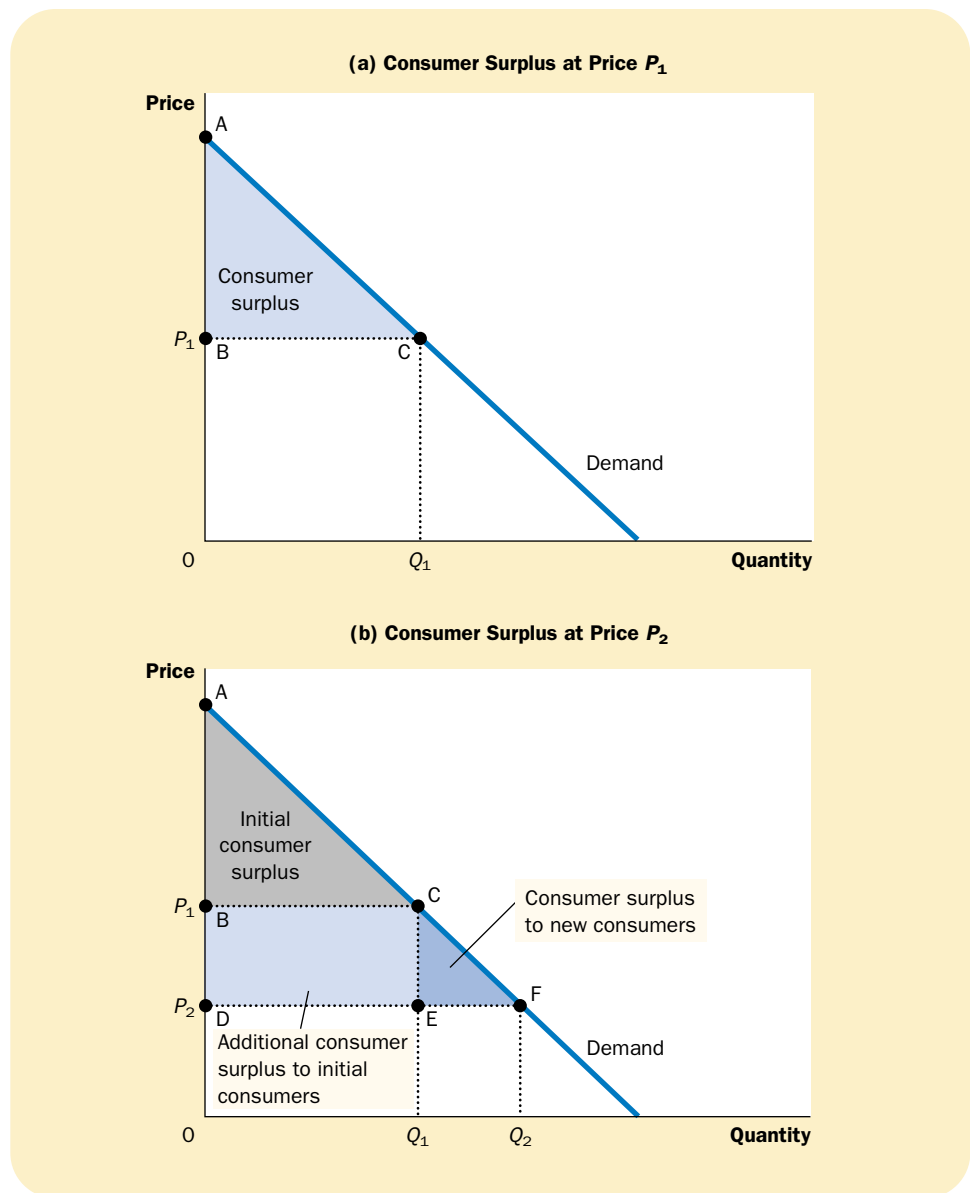 (a) Consumer Surplus at Price P₁
Price
A
Consumer
surplus
P₁
B
C
Demand
0
Q₁
Quantity
(b) Consumer Surplus at Price P₂
Price
A
Initial
consumer
surplus
P₁
B
C
Consumer surplus
to new consumers
P₂
D
E
F
Additional consumer
surplus to initial
consumers
Demand
0
Q₁
Q₂
Quantity